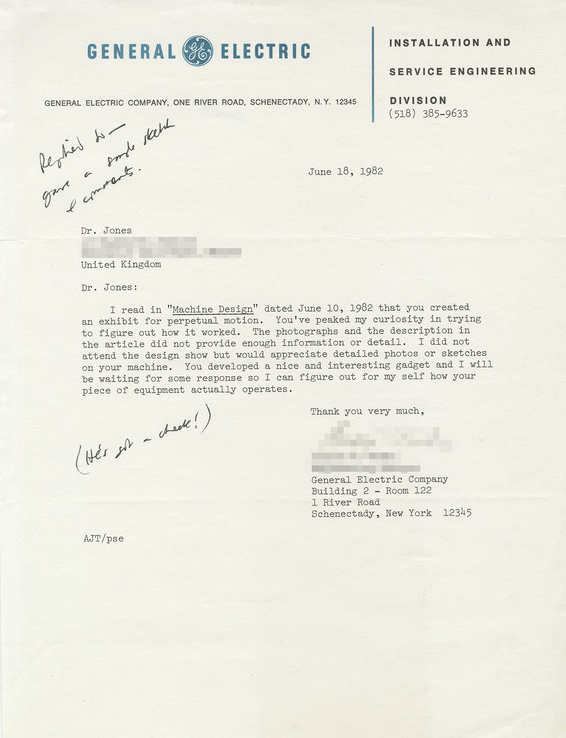 GENERAL GE ELECTRIC
GENERAL ELECTRIC COMPANY, ONE RIVER ROAD, SCHENECTADY, N.Y. 12345
INSTALLATION AND
SERVICE ENGINEERING
DIVISION
(518) 385-9633
Replied to —
gave a simple sketch
& comments.
June 18, 1982
Dr. Jones
United Kingdom
Dr. Jones:
I read in "Machine Design" dated June 10, 1982 that you created
an exhibit for perpetual motion. You've peaked my curiosity in trying
to figure out how it worked. The photographs and the description in
the article did not provide enough information or detail. I did not
attend the design show but would appreciate detailed photos or sketches
on your machine. You developed a nice and interesting gadget and I will
be waiting for some response so I can figure out for my self how your
piece of equipment actually operates.
Thank you very much,
(He's got a cheek!)
General Electric Company
Building 2 - Room 122
1 River Road
Schenectady, New York 12345
AJT/pse